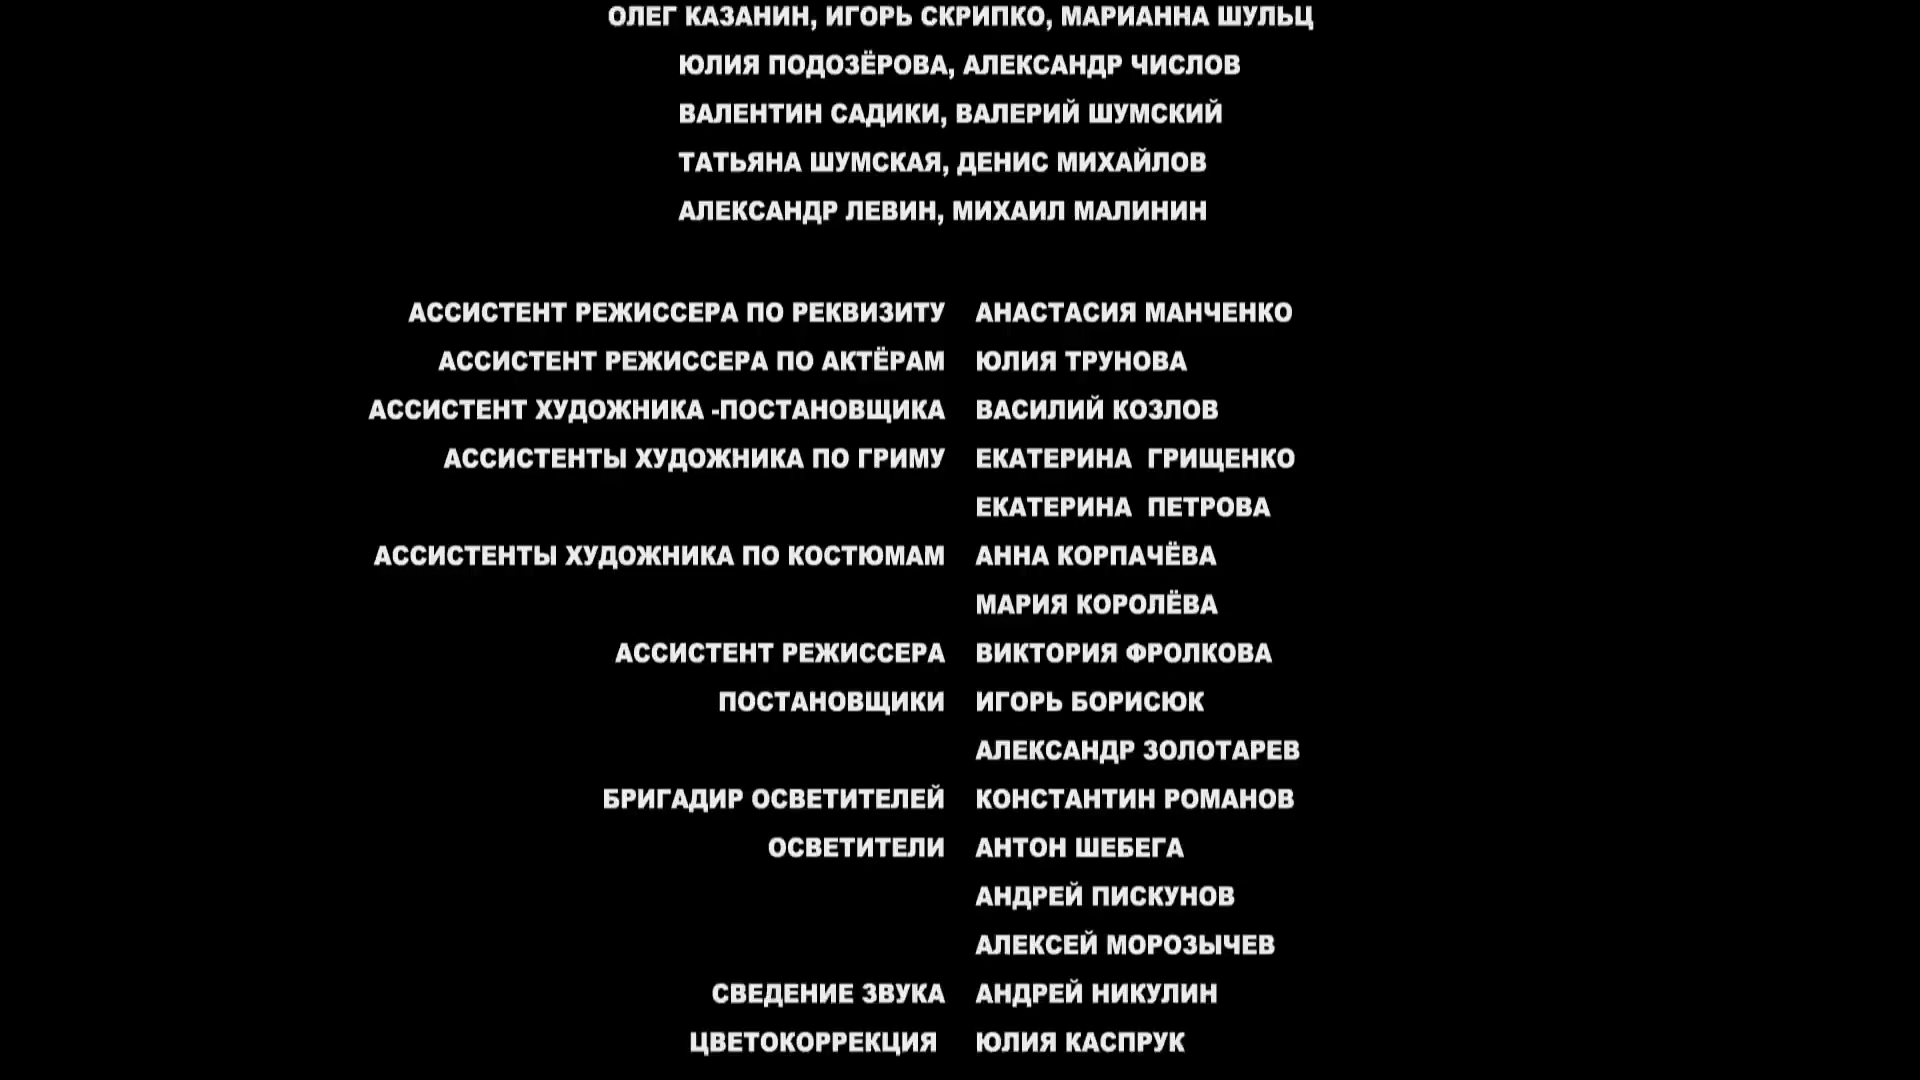 ОЛЕГ КАЗАНИН, ИГОРЬ СКРИПКО, МАРИАННА ШУЛЬЦ
ЮЛИЯ ПОДОЗЁРОВА, АЛЕКСАНДР ЧИСЛОВ
ВАЛЕНТИН САДИКИ, ВАЛЕРИЙ ШУМСКИЙ
ТАТЬЯНА ШУМСКАЯ, ДЕНИС МИХАЙЛОВ
АЛЕКСАНДР ЛЕВИН, МИХАИЛ МАЛИНИН
АССИСТЕНТ РЕЖИССЕРА ПО РЕКВИЗИТУ АНАСТАСИЯ МАНЧЕНКО
АССИСТЕНТ РЕЖИССЕРА ПО АКТЁРАМ ЮЛИЯ ТРУНОВА
АССИСТЕНТ ХУДОЖНИКА -ПОСТАНОВЩИКА ВАСИЛИЙ КОЗЛОВ
АССИСТЕНТЫ ХУДОЖНИКА ПО ГРИМУ ЕКАТЕРИНА ГРИЩЕНКО
ЕКАТЕРИНА ПЕТРОВА
АССИСТЕНТЫ ХУДОЖНИКА ПО КОСТЮМАМ АННА КОРПАЧЁВА
МАРИЯ КОРОЛЁВА
АССИСТЕНТ РЕЖИССЕРА ВИКТОРИЯ ФРОЛКОВА
ПОСТАНОВЩИКИ ИГОРЬ БОРИСЮК
АЛЕКСАНДР ЗОЛОТАРЕВ
БРИГАДИР ОСВЕТИТЕЛЕЙ КОНСТАНТИН РОМАНОВ
ОСВЕТИТЕЛИ АНТОН ШЕБЕГА
АНДРЕЙ ПИСКУНОВ
АЛЕКСЕЙ МОРОЗЫЧЕВ
СВЕДЕНИЕ ЗВУКА АНДРЕЙ НИКУЛИН
ЦВЕТОКОРРЕКЦИЯ ЮЛИЯ КАСПРУК